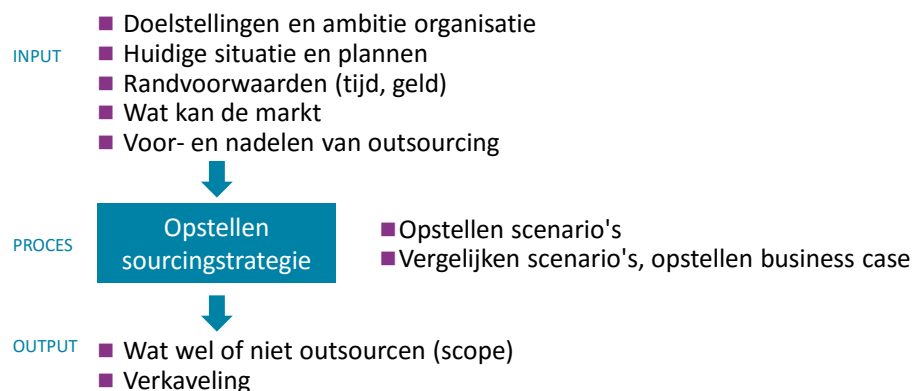 INPUT
Doelstellingen en ambitie organisatie
Huidige situatie en plannen
Randvoorwaarden (tijd, geld)
Wat kan de markt
Voor- en nadelen van outsourcing
PROCES
Opstellen
sourcingstrategie
Opstellen scenario's
Vergelijken scenario's, opstellen business case
OUTPUT
Wat wel of niet outsourcen (scope)
Verkaveling